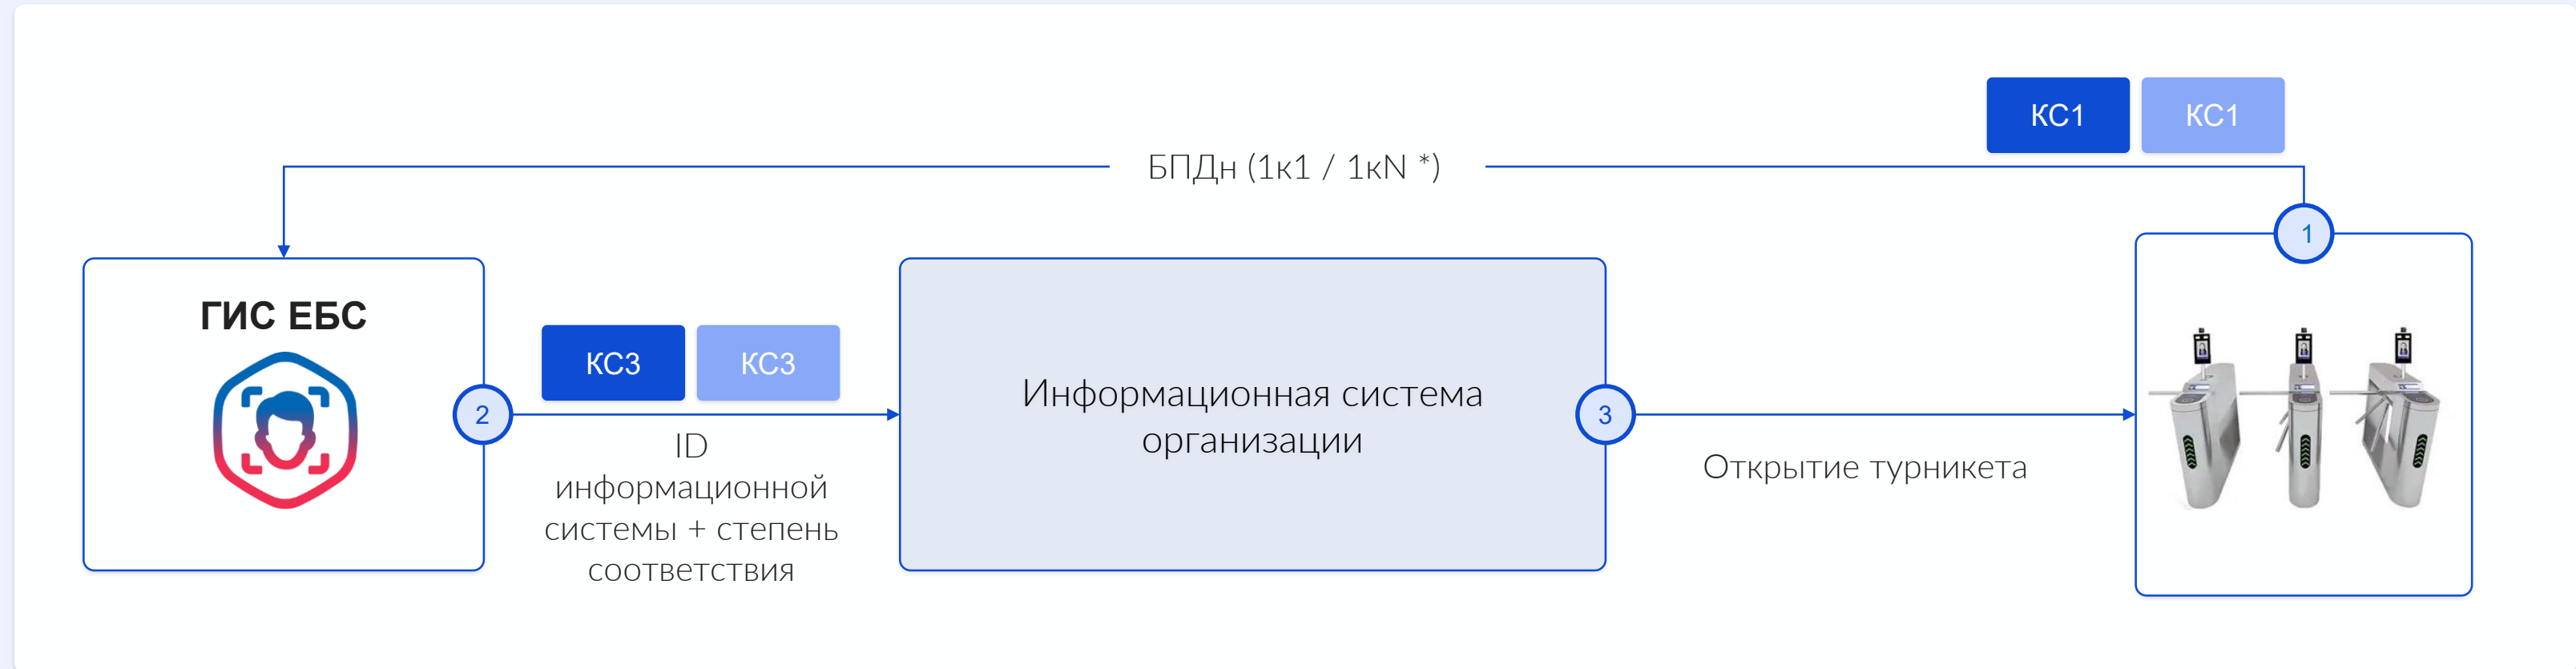 КС1 КС1
БПДн (1к1 / 1кN *)
1
ГИС ЕБС
КС3 КС3
2
ID
информационной
системы + степень
соответствия
Информационная система
организации
3
Открытие турникета